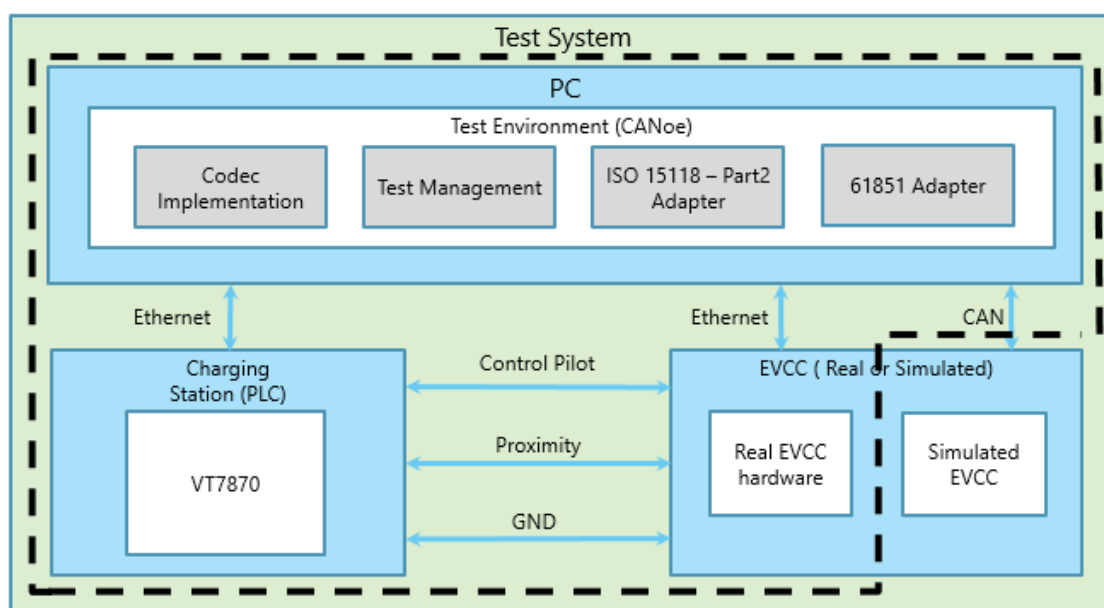 Test System
PC
Test Environment (CANoe)
Codec
Implementation
Test Management
ISO 15118 – Part2
Adapter
61851 Adapter
Ethernet
Ethernet
CAN
Charging
Station (PLC)
VT7870
Control Pilot
Proximity
GND
EVCC ( Real or Simulated)
Real EVCC
hardware
Simulated
EVCC